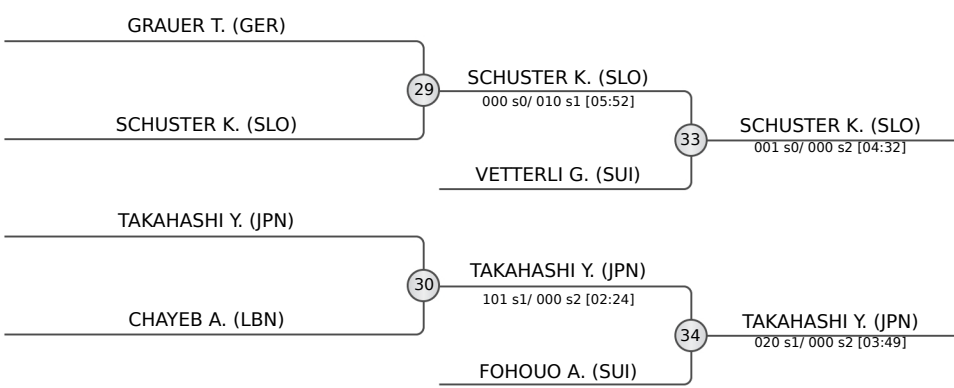 GRAUER T. (GER)
29
SCHUSTER K. (SLO)
000 s0/ 010 s1 [05:52]
SCHUSTER K. (SLO)
33
SCHUSTER K. (SLO)
001 s0/ 000 s2 [04:32]
VETTERLI G. (SUI)
TAKAHASHI Y. (JPN)
30
TAKAHASHI Y. (JPN)
101 s1/ 000 s2 [02:24]
CHAYEB A. (LBN)
34
TAKAHASHI Y. (JPN)
020 s1/ 000 s2 [03:49]
FOHOUO A. (SUI)